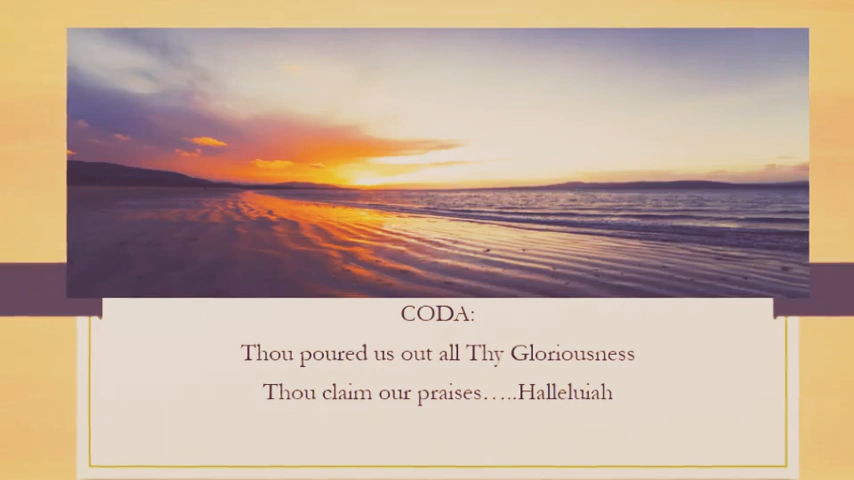 CODA:
Thou poured us out all Thy Gloriousness
Thou claim our praises…..Halleluiah